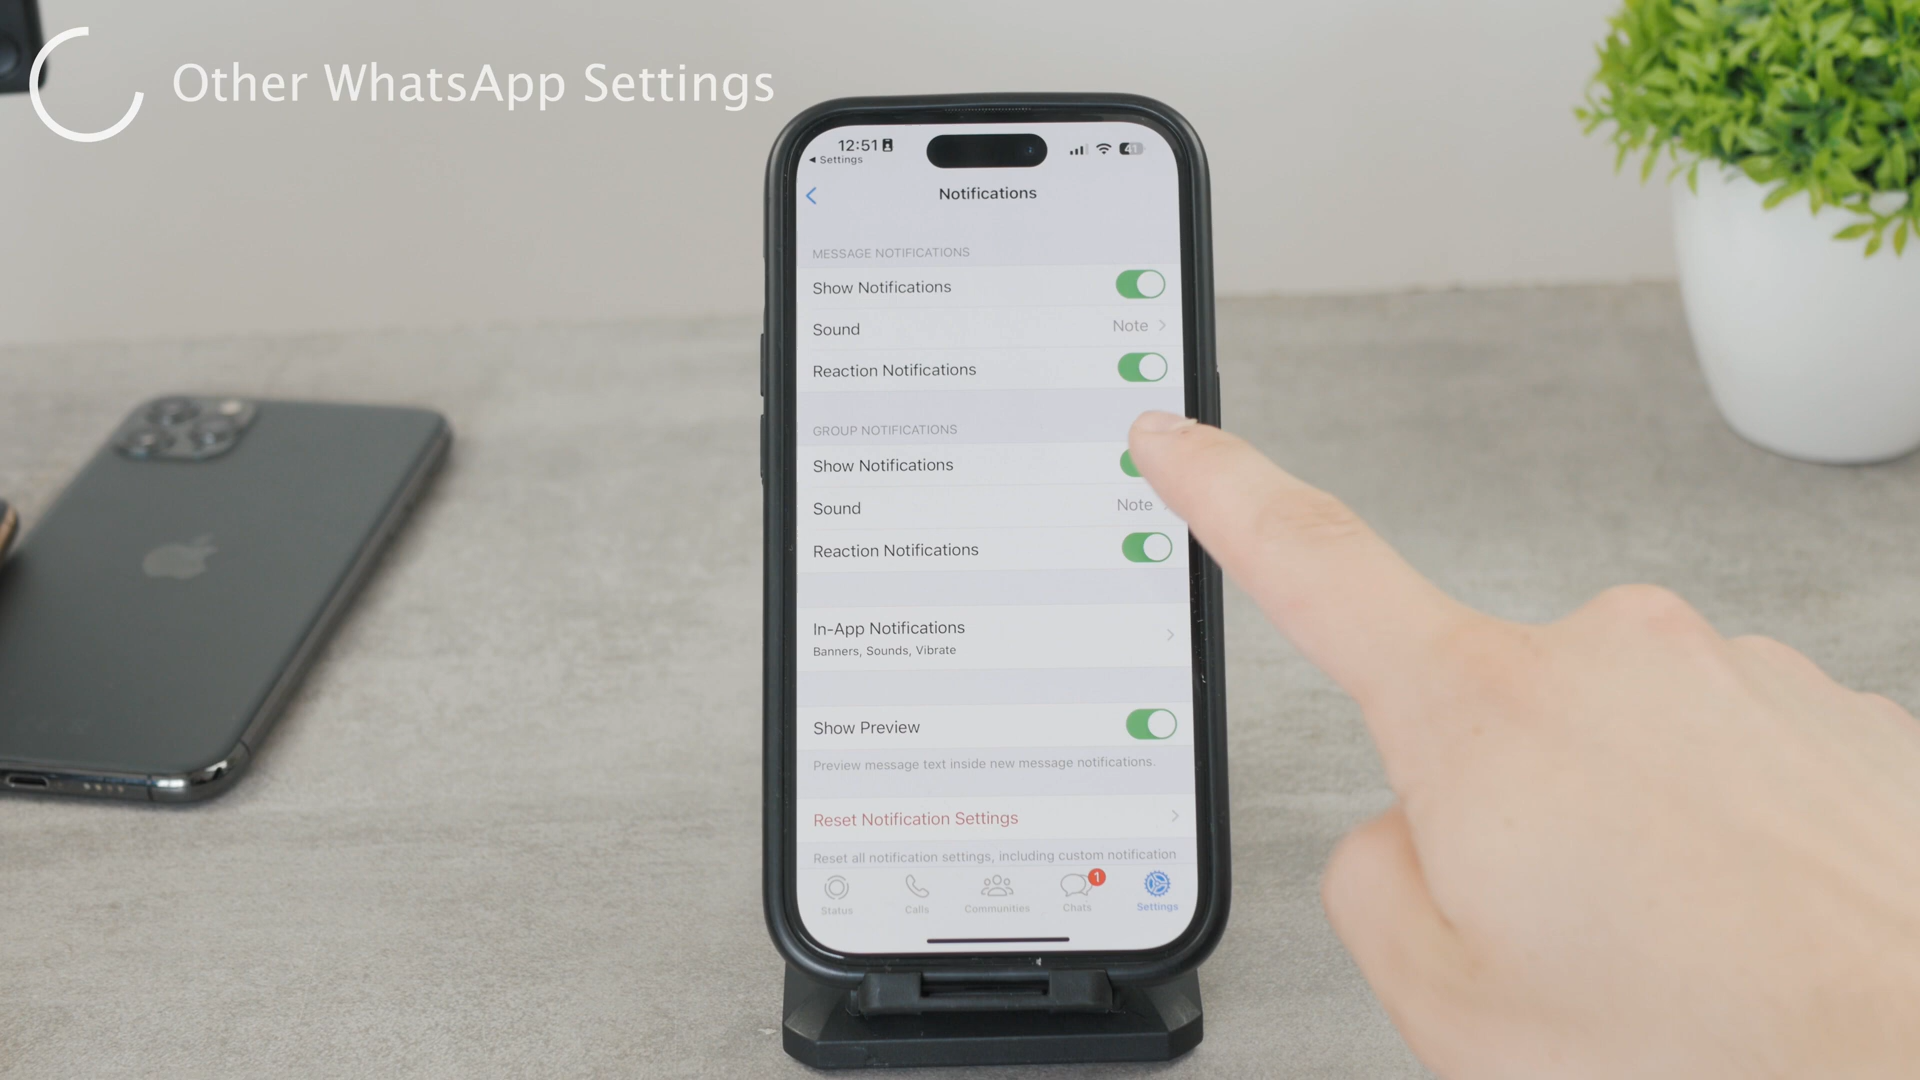 Other WhatsApp Settings
12:51
Settings
41
Notifications
MESSAGE NOTIFICATIONS
Show Notifications
Sound
Note
Reaction Notifications
GROUP NOTIFICATIONS
Show Notifications
Sound
Note
Reaction Notifications
In-App Notifications
Banners, Sounds, Vibrate
Show Preview
Preview message text inside new message notifications.
Reset Notification Settings
Reset all notification settings, including custom notification
1
Status
Calls
Communities
Chats
Settings